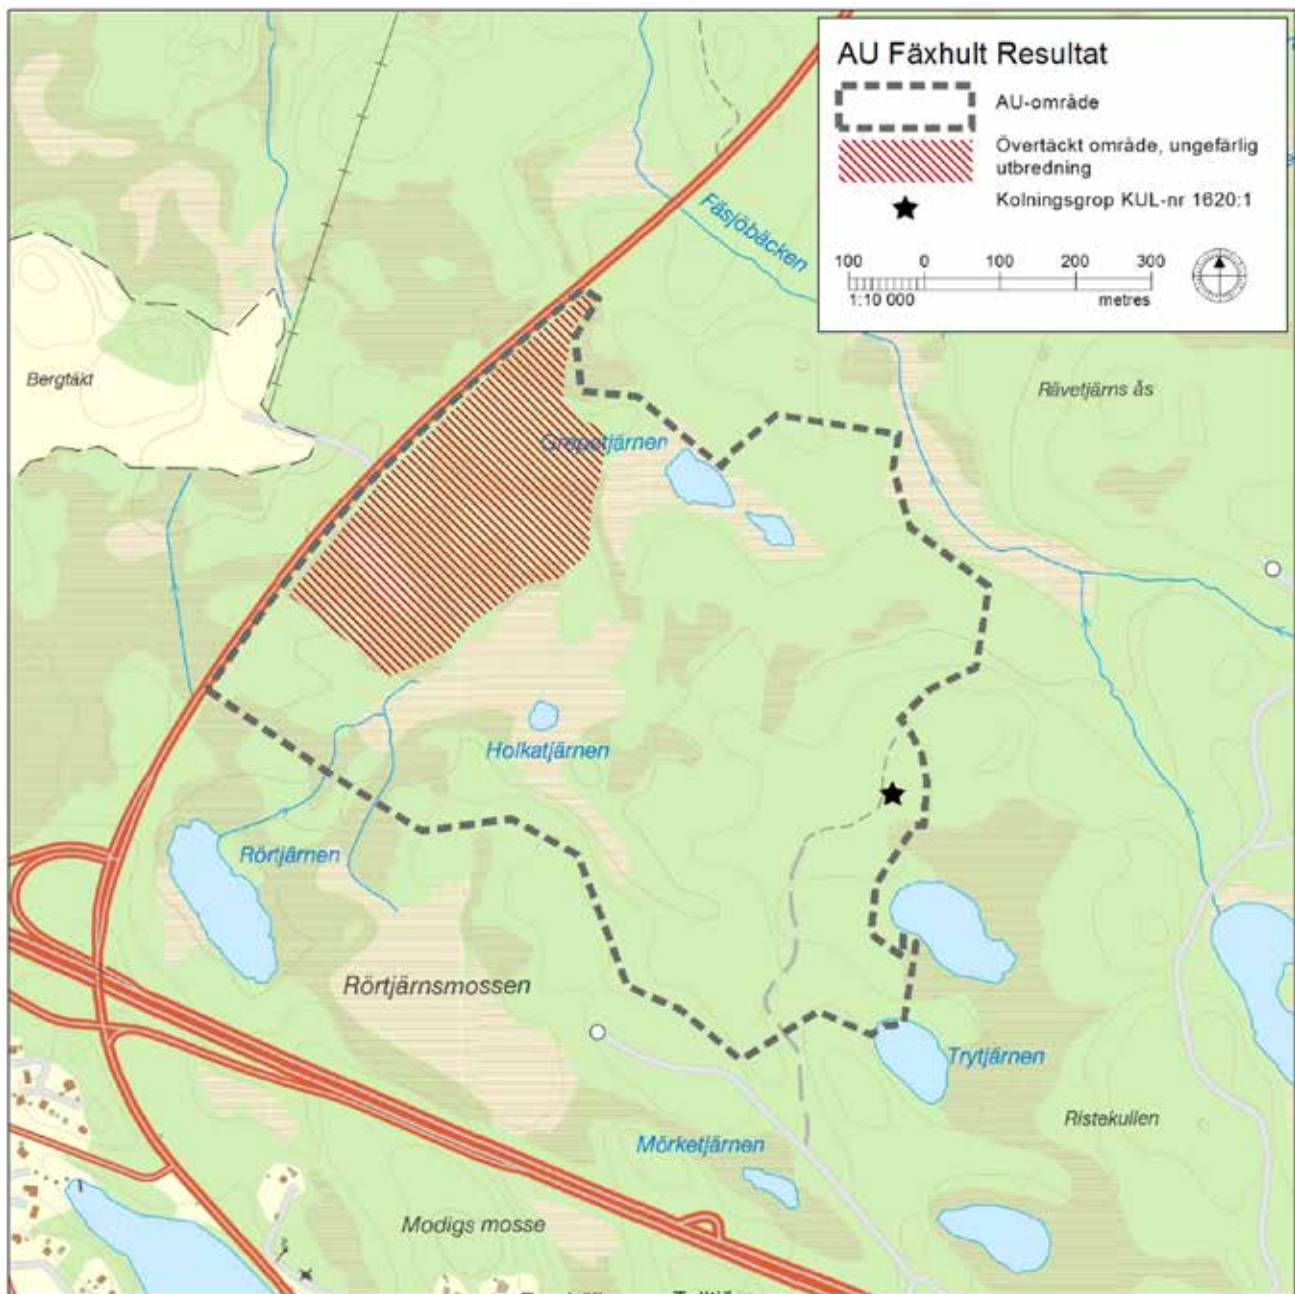 AU Fäxhult Resultat
AU-område
Övertäckt område, ungefärlig
utbredning
Kolningsgrop KUL-nr 1620:1
100 0 100 200 300
1:10 000 metres
Fäsjöbäcken
Bergtäkt
Rävetjärns ås
Gropetjärnen
Holkatjärnen
Rörtjärnen
Rörtjärnsmossen
Trytjärnen
Ristekullen
Mörketjärnen
Modigs mosse